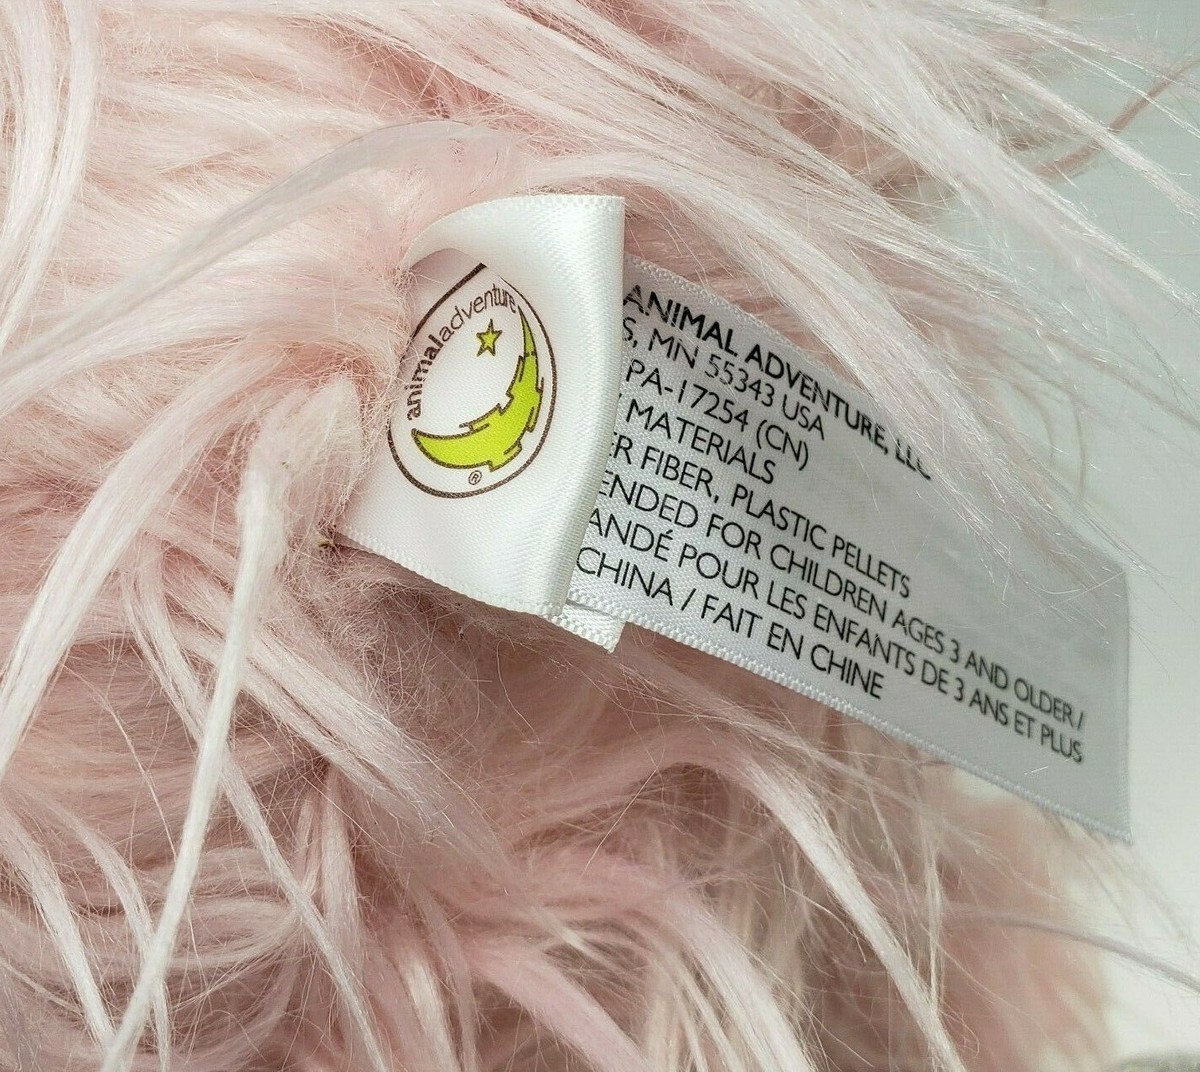 animaladventure
®
ANIMAL ADVENTURE, LLC
S, MN 55343 USA
PA-17254 (CN)
MATERIALS
ER FIBER, PLASTIC PELLETS
ENDED FOR CHILDREN AGES 3 AND OLDER /
ANDÉ POUR LES ENFANTS DE 3 ANS ET PLUS
CHINA / FAIT EN CHINE